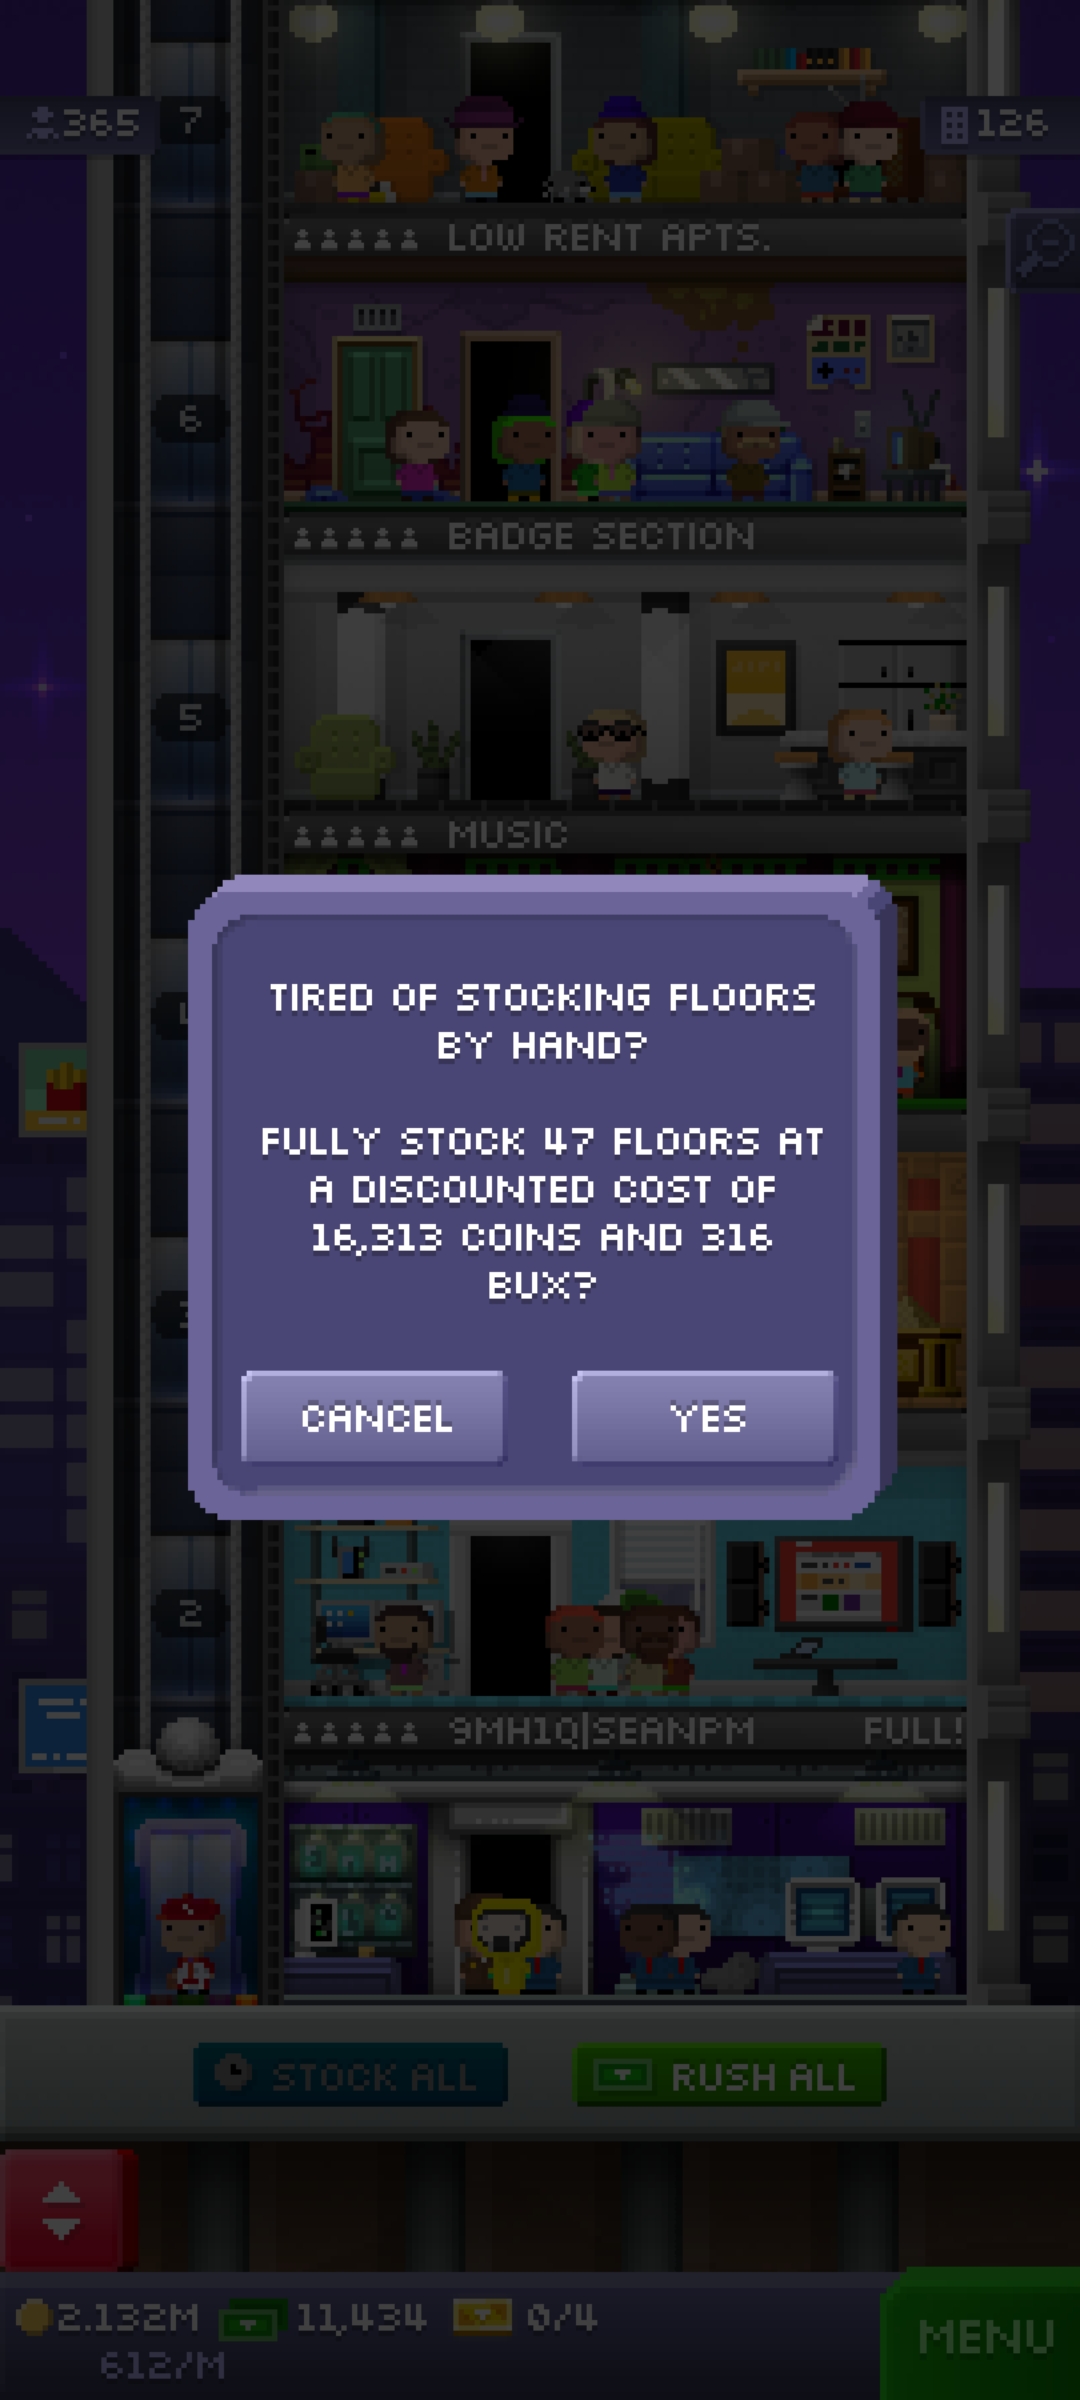 365
7
126
LOW RENT APTS.
6
BADGE SECTION
5
MUSIC
TIRED OF STOCKING FLOORS
BY HAND?
FULLY STOCK 47 FLOORS AT
A DISCOUNTED COST OF
16,313 COINS AND 316
BUX?
CANCEL
YES
2
9MH1Q|SEANPM
FULL!
STOCK ALL
RUSH ALL
2.132M
11,434
0/4
612/M
MENU